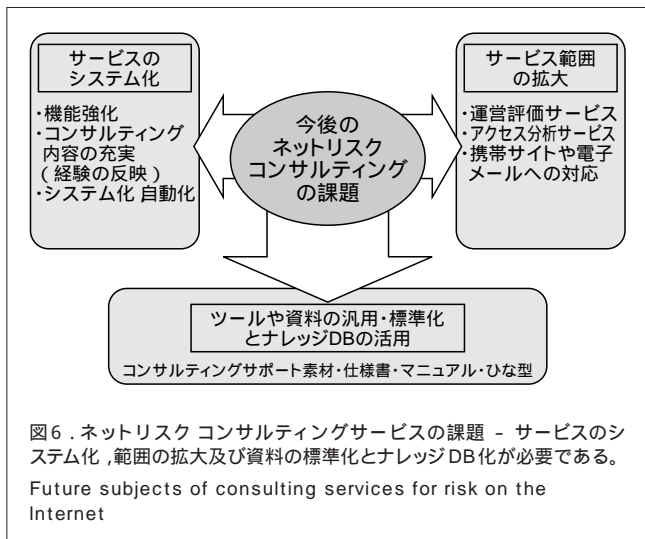 サービスの
システム化
・機能強化
・コンサルティング
内容の充実
(経験の反映)
・システム化 自動化
今後の
ネットリスク
コンサルティング
の課題
サービス範囲
の拡大
・運営評価サービス
・アクセス分析サービス
・携帯サイトや電子
メールへの対応
ツールや資料の汎用・標準化
とナレッジDBの活用
コンサルティングサポート素材・仕様書・マニュアル・ひな型
図6.ネットリスク コンサルティングサービスの課題 - サービスのシ
ステム化,範囲の拡大及び資料の標準化とナレッジDB化が必要である。
Future subjects of consulting services for risk on the
Internet